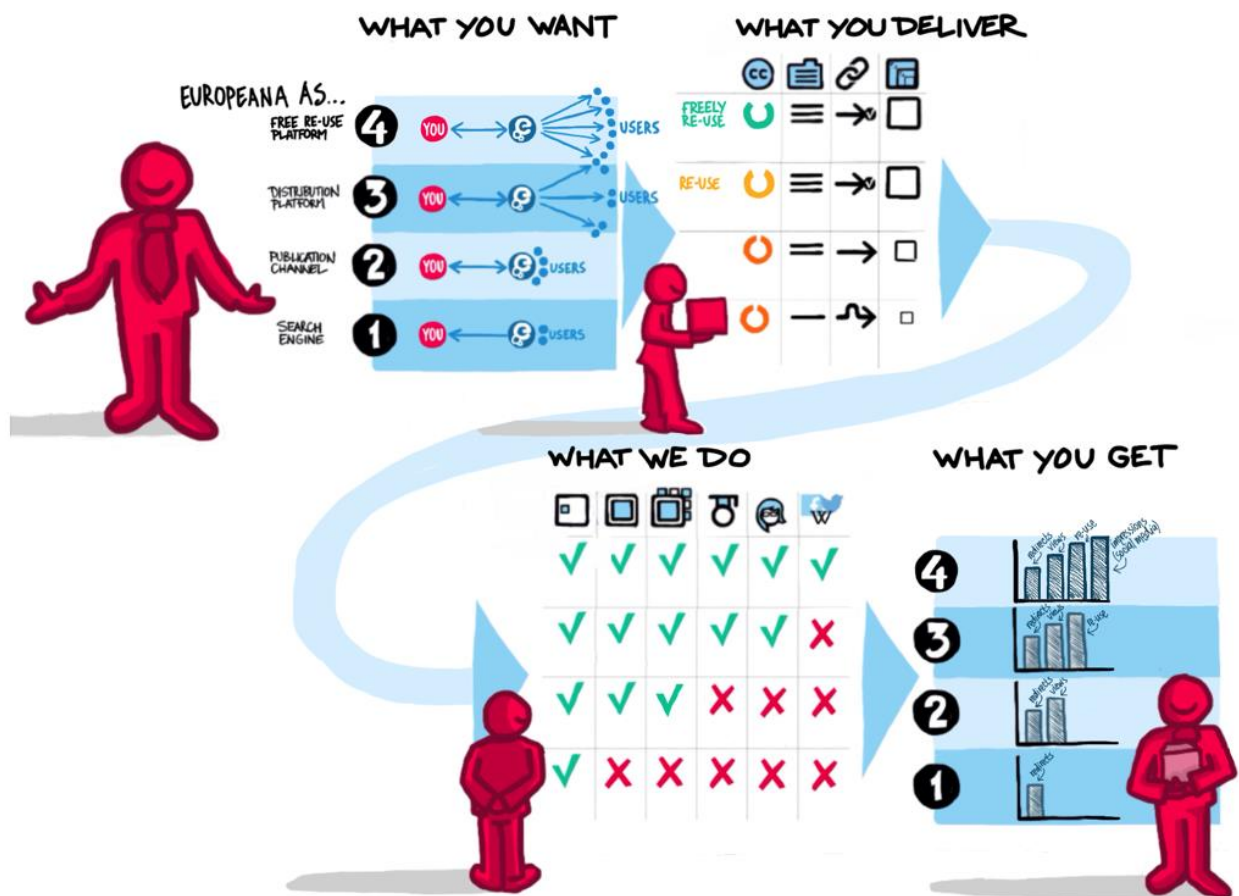 WHAT YOU WANT
WHAT YOU DELIVER
EUROPEANA AS...
CC
FREELY
RE-USE
FREE RE-USE
PLATFORM
4
YOU
USERS
RE-USE
DISTRIBUTION
PLATFORM
3
YOU
USERS
PUBLICATION
CHANNEL
2
YOU
USERS
SEARCH
ENGINE
1
YOU
USERS
WHAT WE DO
WHAT YOU GET
W
4
redirects
views
re-use
impressions
(social media)
3
redirects
views
re-use
2
redirects
views
1
redirects